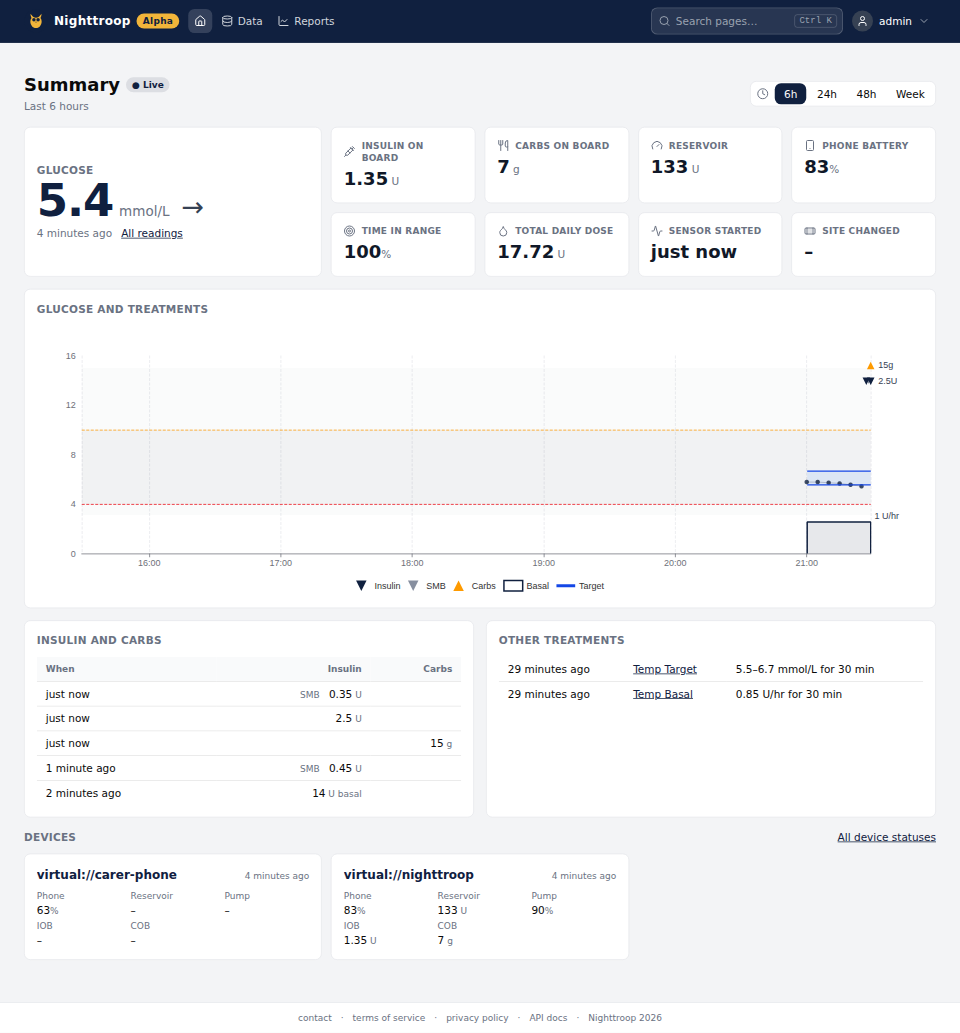 Nighttroop Alpha Data Reports Search pages... Ctrl K admin
Summary Live
Last 6 hours
6h 24h 48h Week
GLUCOSE
5.4 mmol/L →
4 minutes ago All readings
INSULIN ON BOARD
1.35 U
CARBS ON BOARD
7 g
RESERVOIR
133 U
PHONE BATTERY
83%
TIME IN RANGE
100%
TOTAL DAILY DOSE
17.72 U
SENSOR STARTED
just now
SITE CHANGED
–
GLUCOSE AND TREATMENTS
16
15g
2.5U
12
8
4
1 U/hr
0
16:00 17:00 18:00 19:00 20:00 21:00
Insulin SMB Carbs Basal Target
INSULIN AND CARBS
When Insulin Carbs
just now SMB 0.35 U
just now 2.5 U
just now 15 g
1 minute ago SMB 0.45 U
2 minutes ago 14 U basal
OTHER TREATMENTS
29 minutes ago Temp Target 5.5–6.7 mmol/L for 30 min
29 minutes ago Temp Basal 0.85 U/hr for 30 min
DEVICES All device statuses
virtual://carer-phone 4 minutes ago
Phone Reservoir Pump
63% – –
IOB COB
– –
virtual://nighttroop 4 minutes ago
Phone Reservoir Pump
83% 133 U 90%
IOB COB
1.35 U 7 g
contact · terms of service · privacy policy · API docs · Nighttroop 2026